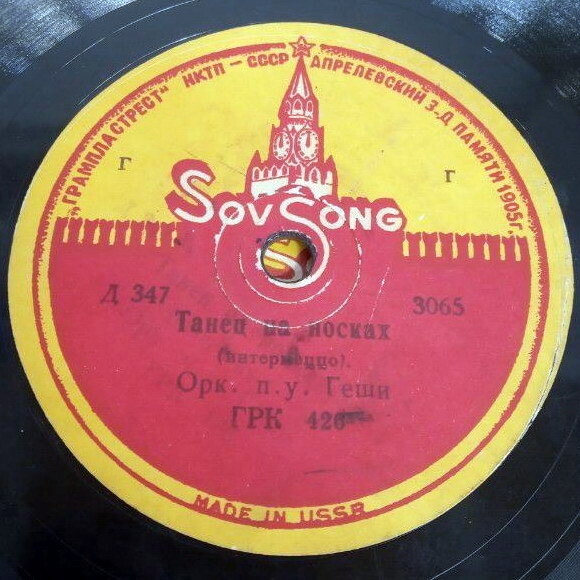 "ГРАМПЛАСТРЕСТ" НКТП - СССР АПРЕЛЕВСКИЙ З-Д ПАМЯТИ 1905 г.
Г Г
SOVSONG
Д 347 3065
Танец на носках
(интермеццо).
Орк. п. у. Геши
ГРК 426
MADE IN USSR